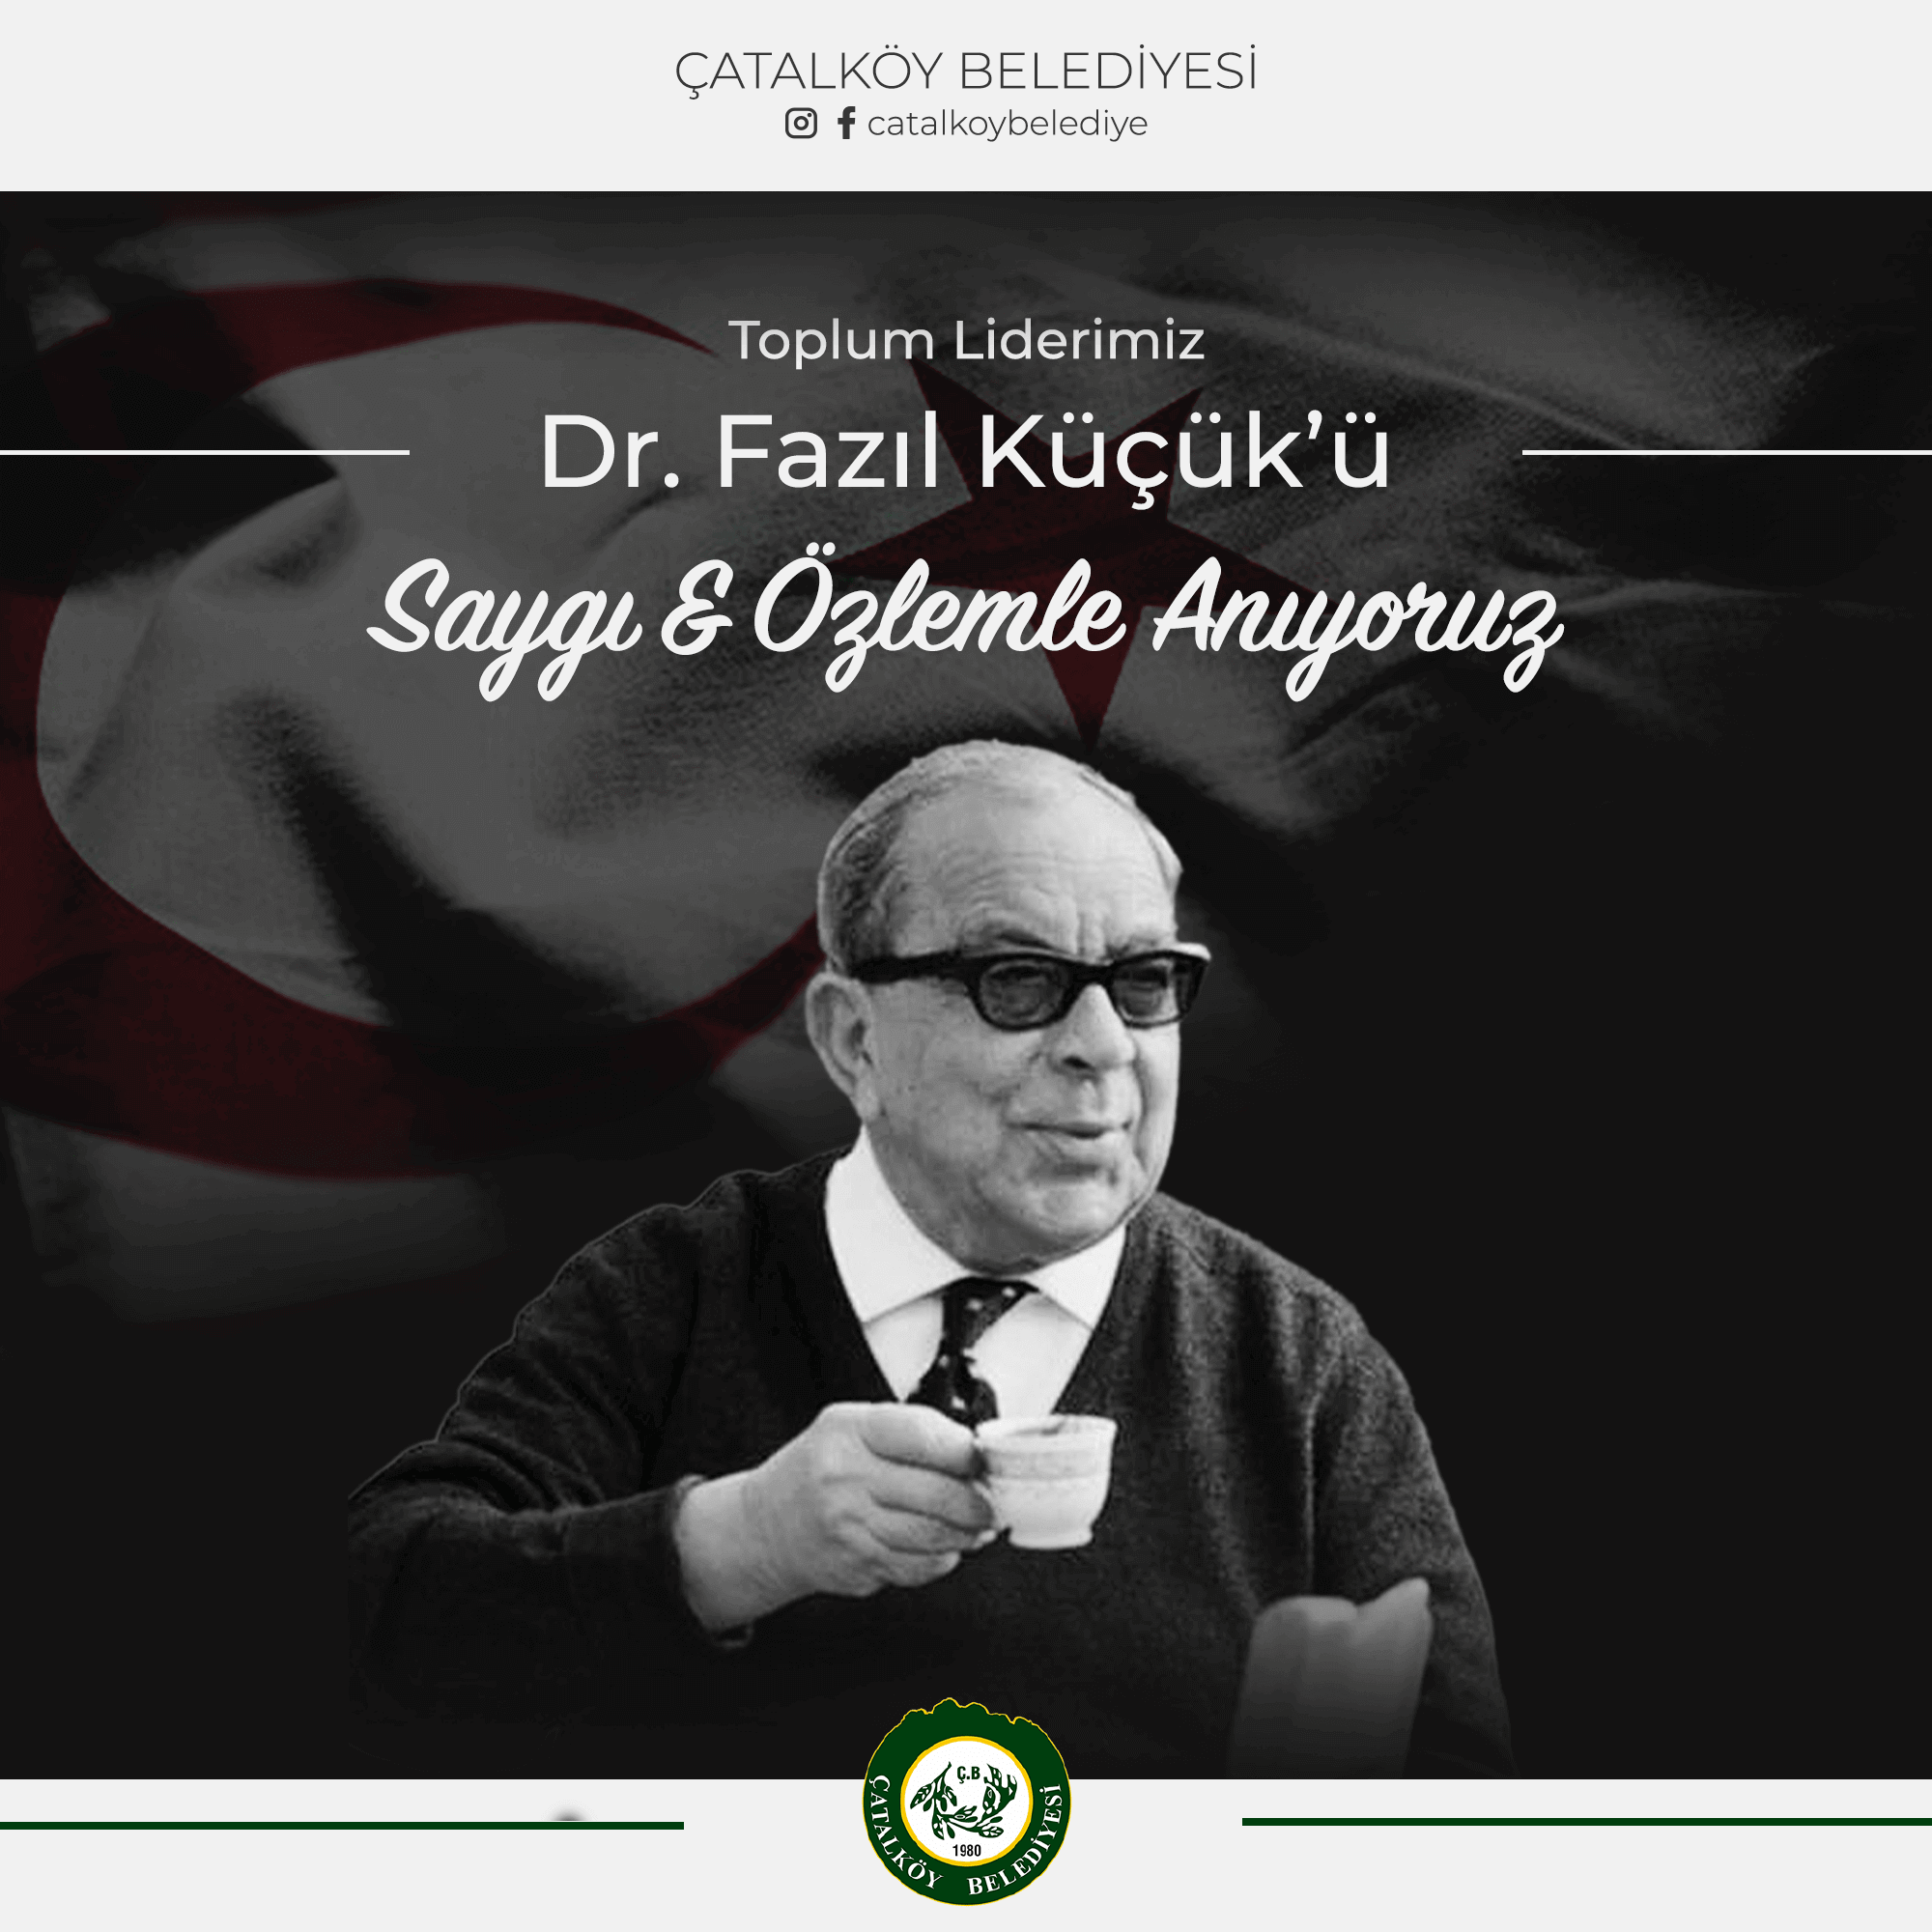 ÇATALKÖY BELEDİYESİ
catalkoybelediye
Toplum Liderimiz
Dr. Fazıl Küçük’ü
Saygı & Özlemle Anıyoruz
Ç.B
1980
ÇATALKÖY BELEDİYESİ